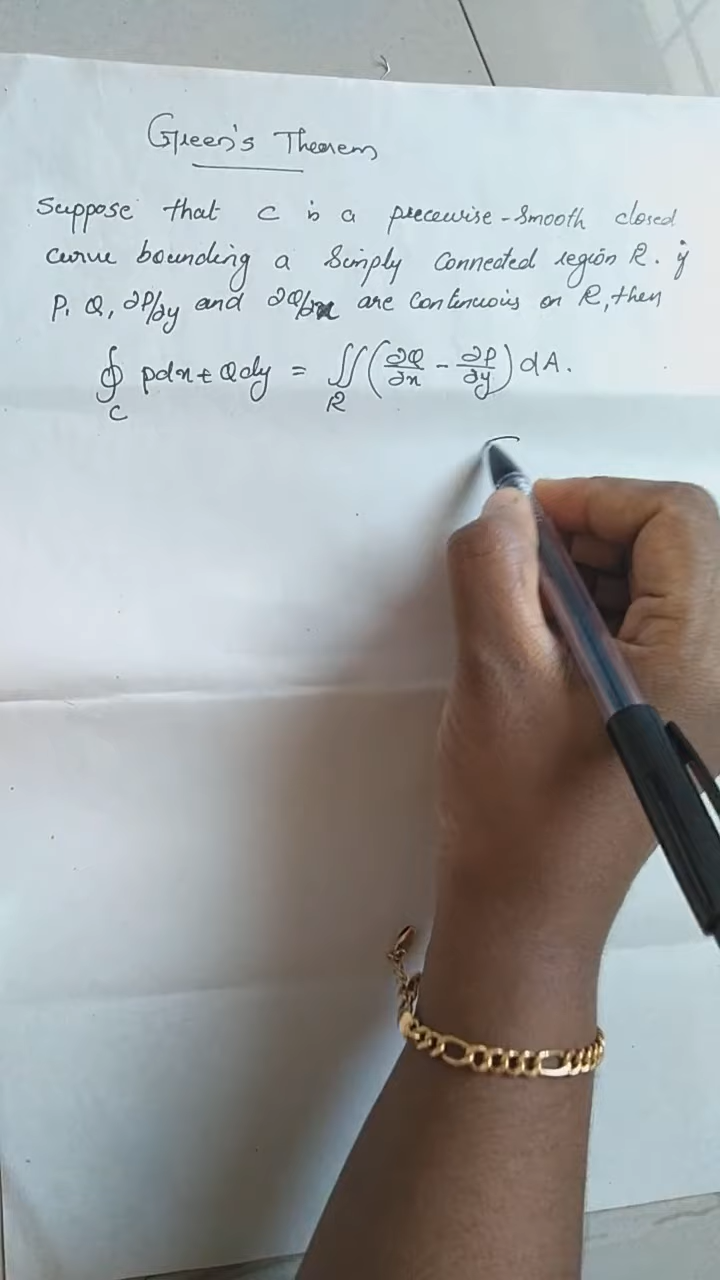 Green's Theorem
Suppose that C is a piecewise-smooth closed
curve bounding a simply connected region R. if
P, Q, ∂P/∂y and ∂Q/∂x are continuous on R, then
∮_C Pdx + Qdy = ∬_R (∂Q/∂x - ∂P/∂y) dA.